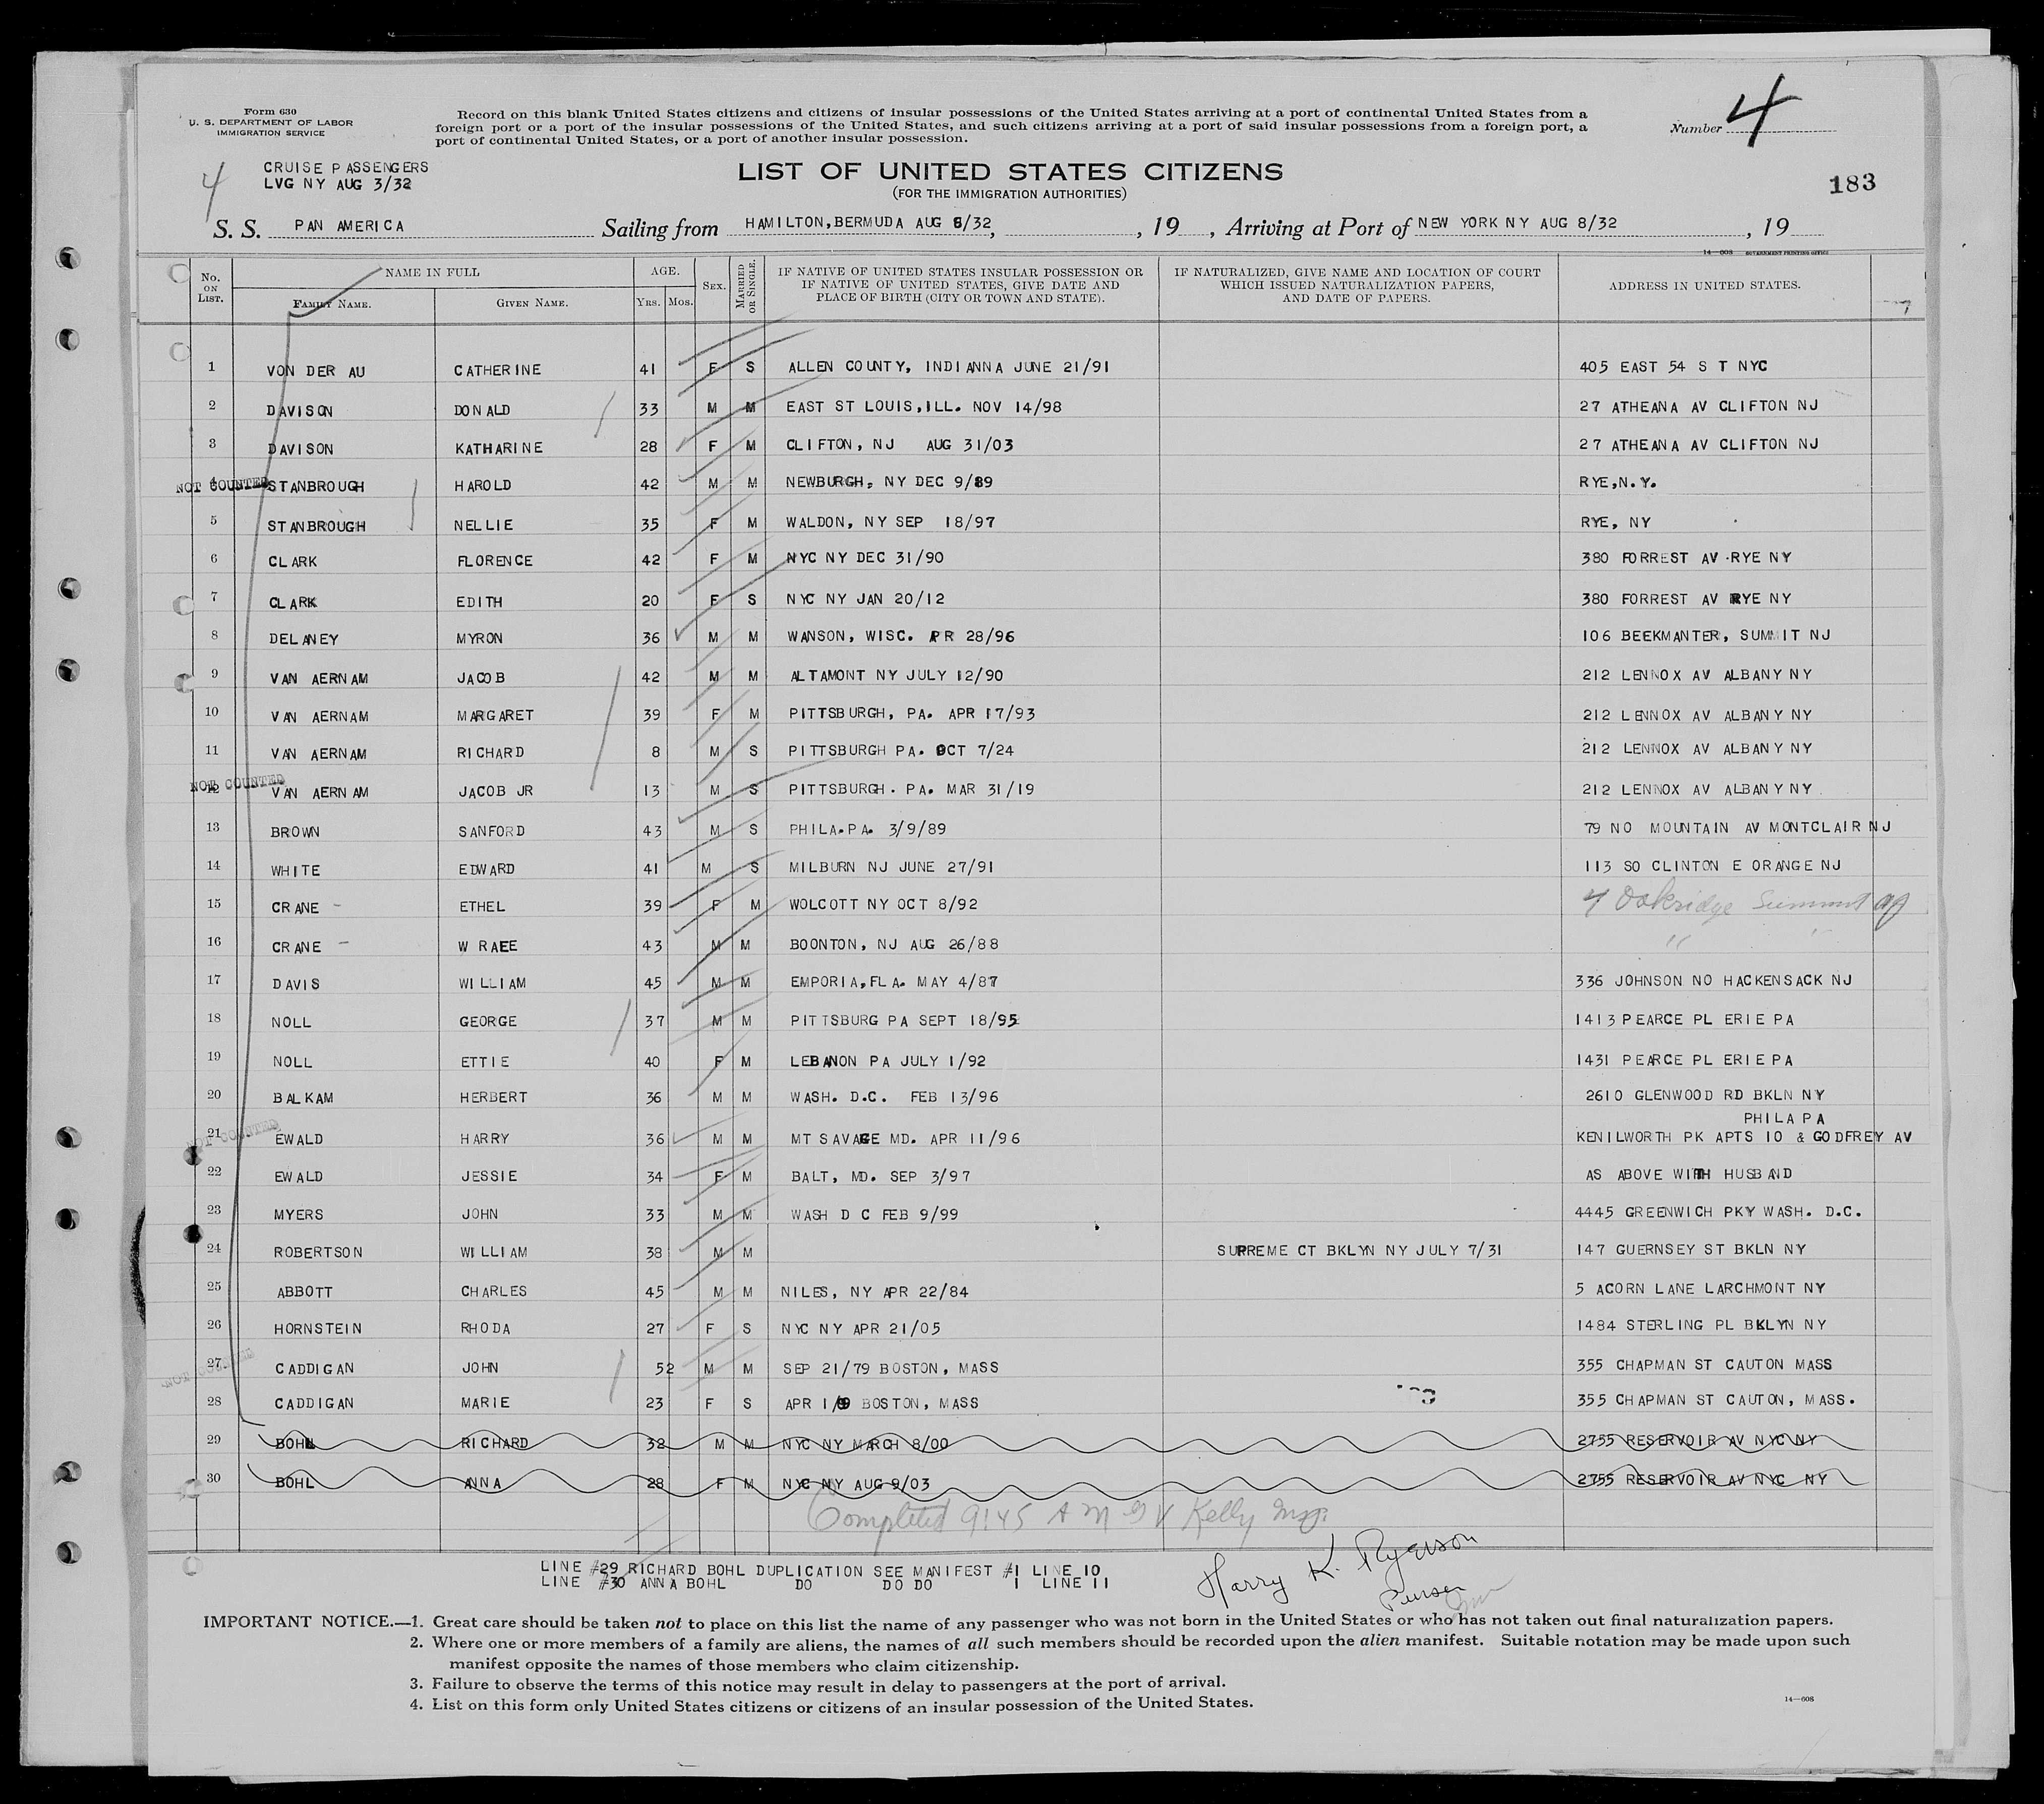 Form 630
U. S. DEPARTMENT OF LABOR
IMMIGRATION SERVICE
Record on this blank United States citizens and citizens of insular possessions of the United States arriving at a port of continental United States from a
foreign port or a port of the insular possessions of the United States, and such citizens arriving at a port of said insular possessions from a foreign port, a
port of continental United States, or a port of another insular possession.
Number 4
4
CRUISE PASSENGERS
LVG NY AUG 3/32
LIST OF UNITED STATES CITIZENS
(FOR THE IMMIGRATION AUTHORITIES)
183
S. S. PAN AMERICA Sailing from HAMILTON, BERMUDA AUG 6/32, , 19 , Arriving at Port of NEW YORK NY AUG 8/32 , 19
14—608 GOVERNMENT PRINTING OFFICE
No. ON LIST. NAME IN FULL FAMILY NAME. GIVEN NAME. AGE. YRS. MOS. SEX. MARRIED OR SINGLE. IF NATIVE OF UNITED STATES INSULAR POSSESSION OR IF NATIVE OF UNITED STATES, GIVE DATE AND PLACE OF BIRTH (CITY OR TOWN AND STATE). IF NATURALIZED, GIVE NAME AND LOCATION OF COURT WHICH ISSUED NATURALIZATION PAPERS, AND DATE OF PAPERS. ADDRESS IN UNITED STATES.
1 VON DER AU CATHERINE 41 F S ALLEN COUNTY, INDIANNA JUNE 21/91 405 EAST 54 S T NYC
2 DAVISON DONALD 33 M M EAST ST LOUIS, ILL. NOV 14/98 27 ATHEANA AV CLIFTON NJ
3 DAVISON KATHARINE 28 F M CLIFTON, NJ AUG 31/03 27 ATHEANA AV CLIFTON NJ
NOT COUNTED 4 STANBROUGH HAROLD 42 M M NEWBURGH, NY DEC 9/89 RYE, N.Y.
5 STANBROUGH NELLIE 35 F M WALDON, NY SEP 18/97 RYE, NY
6 CLARK FLORENCE 42 F M NYC NY DEC 31/90 380 FORREST AV RYE NY
7 CLARK EDITH 20 F S NYC NY JAN 20/12 380 FORREST AV RYE NY
8 DELANEY MYRON 36 M M WANSON, WISC. APR 28/96 106 BEEKMANTER, SUMMIT NJ
9 VAN AERNAM JACOB 42 M M ALTAMONT NY JULY 12/90 212 LENNOX AV ALBANY NY
10 VAN AERNAM MARGARET 39 F M PITTSBURGH, PA. APR 17/93 212 LENNOX AV ALBANY NY
11 VAN AERNAM RICHARD 8 M S PITTSBURGH PA. OCT 7/24 212 LENNOX AV ALBANY NY
NOT COUNTED 12 VAN AERNAM JACOB JR 13 M S PITTSBURGH. PA. MAR 31/19 212 LENNOX AV ALBANY NY
13 BROWN SANFORD 43 M S PHILA. PA. 3/9/89 79 NO MOUNTAIN AV MONTCLAIR NJ
14 WHITE EDWARD 41 M S MILBURN NJ JUNE 27/91 113 SO CLINTON E ORANGE NJ
15 CRANE - ETHEL 39 F M WOLCOTT NY OCT 8/92 4 Oakridge Summit NJ
16 CRANE - W RAEE 43 M M BOONTON, NJ AUG 26/88 " "
17 DAVIS WILLIAM 45 M M EMPORIA, FLA. MAY 4/87 336 JOHNSON NO HACKENSACK NJ
18 NOLL GEORGE 37 M M PITTSBURG PA SEPT 18/95 1413 PEARCE PL ERIE PA
19 NOLL ETTIE 40 F M LEBANON PA JULY 1/92 1431 PEARCE PL ERIE PA
20 BALKAM HERBERT 36 M M WASH. D.C. FEB 13/96 2610 GLENWOOD RD BKLN NY
PHILA PA
NOT COUNTED 21 EWALD HARRY 36 M M MT SAVAGE MD. APR 11/96 KENILWORTH PK APTS 10 & GODFREY AV
22 EWALD JESSIE 34 F M BALT, MD. SEP 3/97 AS ABOVE WITH HUSBAND
23 MYERS JOHN 33 M M WASH D C FEB 9/99 4445 GREENWICH PKY WASH. D.C.
24 ROBERTSON WILLIAM 38 M M SUPREME CT BKLYN NY JULY 7/31 147 GUERNSEY ST BKLN NY
25 ABBOTT CHARLES 45 M M NILES, NY APR 22/84 5 ACORN LANE LARCHMONT NY
26 HORNSTEIN RHODA 27 F S NYC NY APR 21/05 1484 STERLING PL BKLYN NY
NOT COUNTED 27 CADDIGAN JOHN 52 M M SEP 21/79 BOSTON, MASS 355 CHAPMAN ST CAUTON MASS
28 CADDIGAN MARIE 23 F S APR BOSTON, MASS 355 CHAPMAN ST CAUTON, MASS.
29 BOHL RICHARD 32 M M NYC NY MARCH 8/00 2755 RESERVOIR AV NYC NY
30 BOHL ANNA 28 F M NYC NY AUG 9/03 2755 RESERVOIR AV NYC NY
Completed 9:45 A M Kelly
LINE #29 RICHARD BOHL DUPLICATION SEE MANIFEST #1 LINE 10
LINE #30 ANNA BOHL DO DO DO 1 LINE 11
Harry K. Ryerson
Purser
IMPORTANT NOTICE.—1. Great care should be taken not to place on this list the name of any passenger who was not born in the United States or who has not taken out final naturalization papers.
2. Where one or more members of a family are aliens, the names of all such members should be recorded upon the alien manifest. Suitable notation may be made upon such
manifest opposite the names of those members who claim citizenship.
3. Failure to observe the terms of this notice may result in delay to passengers at the port of arrival.
4. List on this form only United States citizens or citizens of an insular possession of the United States.
14—608